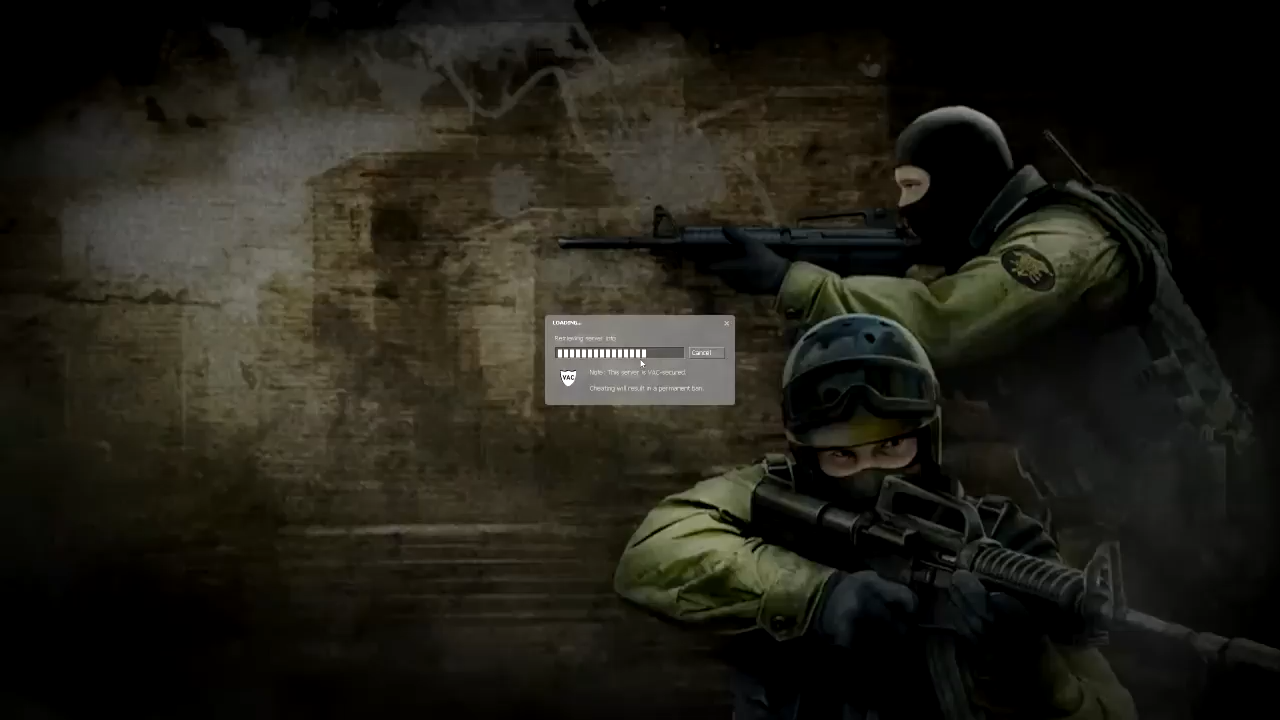 LOADING...
Retrieving server info...
Cancel
VAC
Note: This server is VAC-secured.
Cheating will result in a permanent ban.